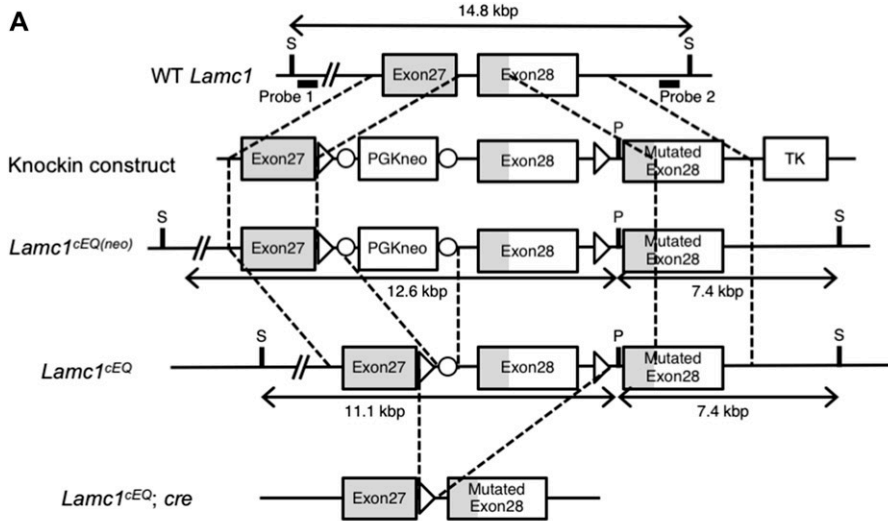 A
14.8 kbp
S
S
WT Lamc1
Exon27
Exon28
Probe 1
Probe 2
P
Knockin construct
Exon27
PGKneo
Exon28
Mutated
Exon28
TK
S
P
S
Lamc1cEQ(neo)
Exon27
PGKneo
Exon28
Mutated
Exon28
12.6 kbp
7.4 kbp
S
P
S
Lamc1cEQ
Exon27
Exon28
Mutated
Exon28
11.1 kbp
7.4 kbp
Lamc1cEQ; cre
Exon27
Mutated
Exon28